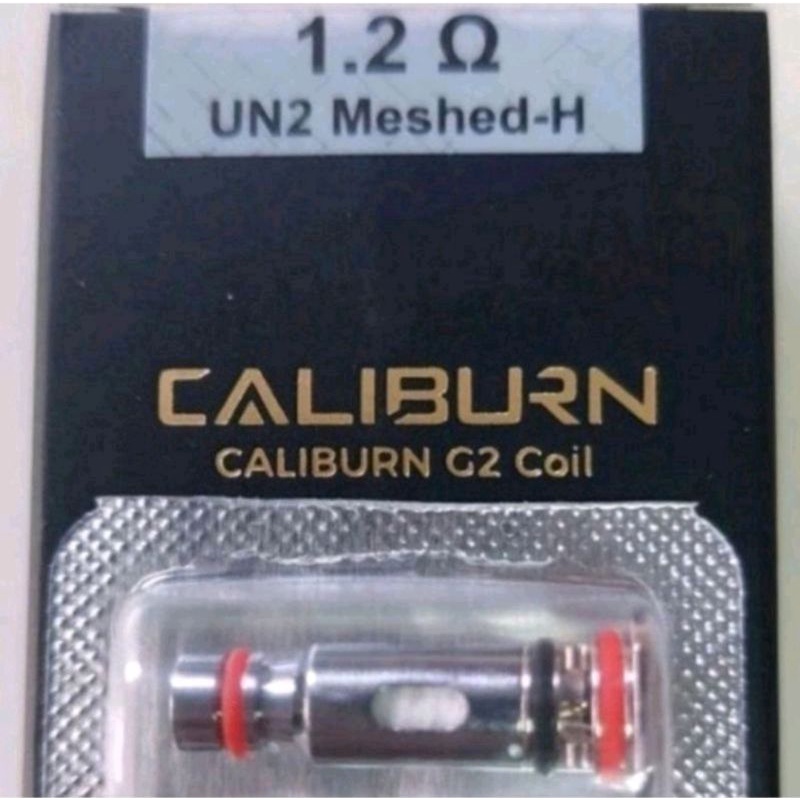 1.2 Ω
UN2 Meshed-H
CALIBURN
CALIBURN G2 Coil